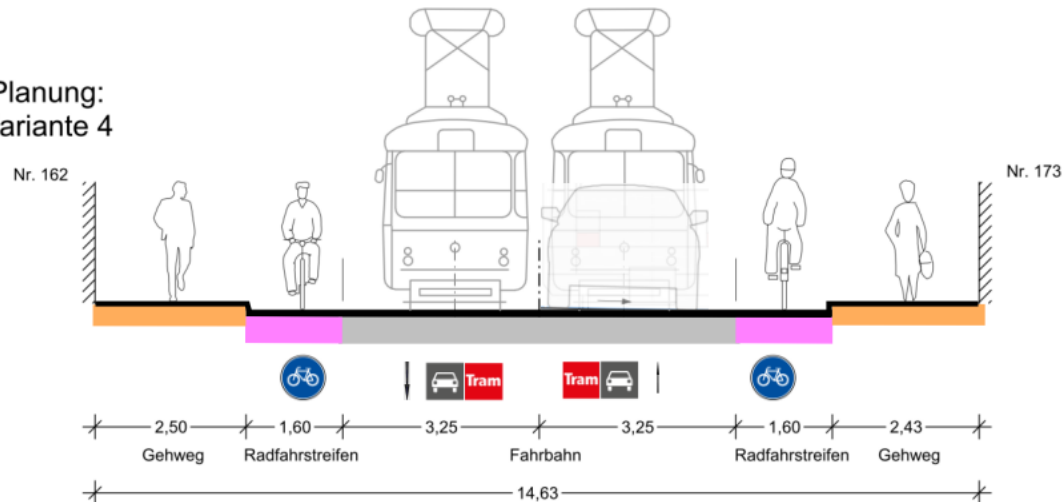 Planung:
ariante 4
Nr. 162
Nr. 173
Tram
Tram
2,50
1,60
3,25
3,25
1,60
2,43
Gehweg
Radfahrstreifen
Fahrbahn
Radfahrstreifen
Gehweg
14,63